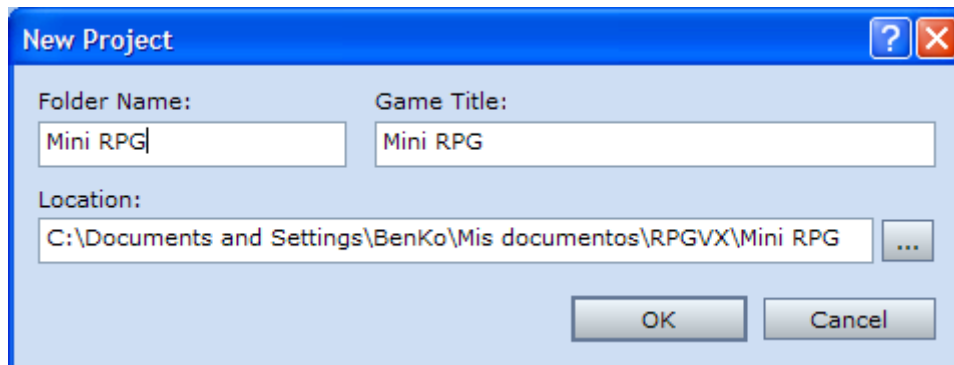 New Project
Folder Name: Game Title:
Mini RPG Mini RPG
Location:
C:\Documents and Settings\BenKo\Mis documentos\RPGVX\Mini RPG ...
OK Cancel